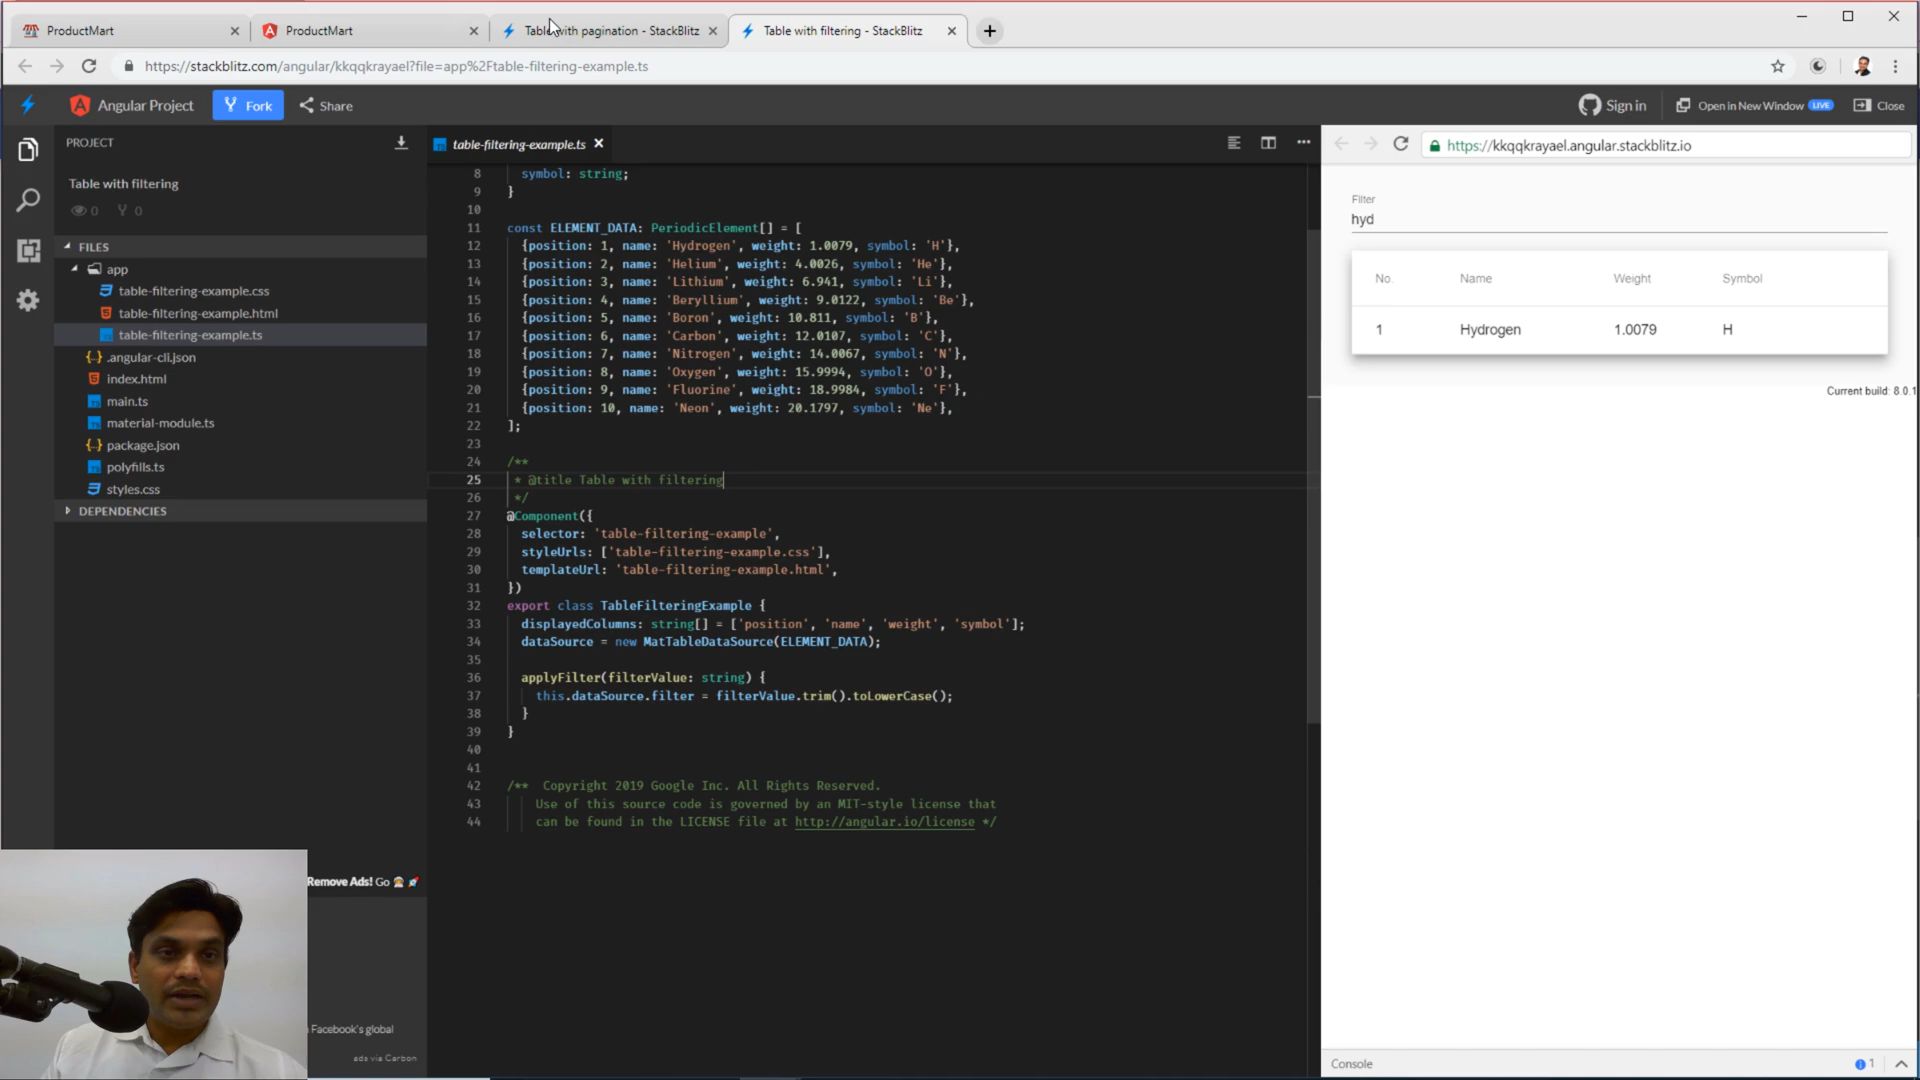 ProductMart
ProductMart
Table with pagination - StackBlitz
Table with filtering - StackBlitz
https://stackblitz.com/angular/kkqqkrayael?file=app%2Ftable-filtering-example.ts
Angular Project
Fork
Share
Sign in
Open in New Window LIVE
Close
PROJECT
Table with filtering
0 0
FILES
app
table-filtering-example.css
table-filtering-example.html
table-filtering-example.ts
.angular-cli.json
index.html
main.ts
material-module.ts
package.json
polyfills.ts
styles.css
DEPENDENCIES
Remove Ads! Go
Facebook's global
ads via Carbon
table-filtering-example.ts
8 symbol: string;
9 }
10
11 const ELEMENT_DATA: PeriodicElement[] = [
12 {position: 1, name: 'Hydrogen', weight: 1.0079, symbol: 'H'},
13 {position: 2, name: 'Helium', weight: 4.0026, symbol: 'He'},
14 {position: 3, name: 'Lithium', weight: 6.941, symbol: 'Li'},
15 {position: 4, name: 'Beryllium', weight: 9.0122, symbol: 'Be'},
16 {position: 5, name: 'Boron', weight: 10.811, symbol: 'B'},
17 {position: 6, name: 'Carbon', weight: 12.0107, symbol: 'C'},
18 {position: 7, name: 'Nitrogen', weight: 14.0067, symbol: 'N'},
19 {position: 8, name: 'Oxygen', weight: 15.9994, symbol: 'O'},
20 {position: 9, name: 'Fluorine', weight: 18.9984, symbol: 'F'},
21 {position: 10, name: 'Neon', weight: 20.1797, symbol: 'Ne'},
22 ];
23
24 /**
25 * @title Table with filtering
26 */
27 @Component({
28 selector: 'table-filtering-example',
29 styleUrls: ['table-filtering-example.css'],
30 templateUrl: 'table-filtering-example.html',
31 })
32 export class TableFilteringExample {
33 displayedColumns: string[] = ['position', 'name', 'weight', 'symbol'];
34 dataSource = new MatTableDataSource(ELEMENT_DATA);
35
36 applyFilter(filterValue: string) {
37 this.dataSource.filter = filterValue.trim().toLowerCase();
38 }
39 }
40
41
42 /** Copyright 2019 Google Inc. All Rights Reserved.
43 Use of this source code is governed by an MIT-style license that
44 can be found in the LICENSE file at http://angular.io/license */
https://kkqqkrayael.angular.stackblitz.io
Filter
hyd
No. Name Weight Symbol
1 Hydrogen 1.0079 H
Current build: 8.0.1
Console
1